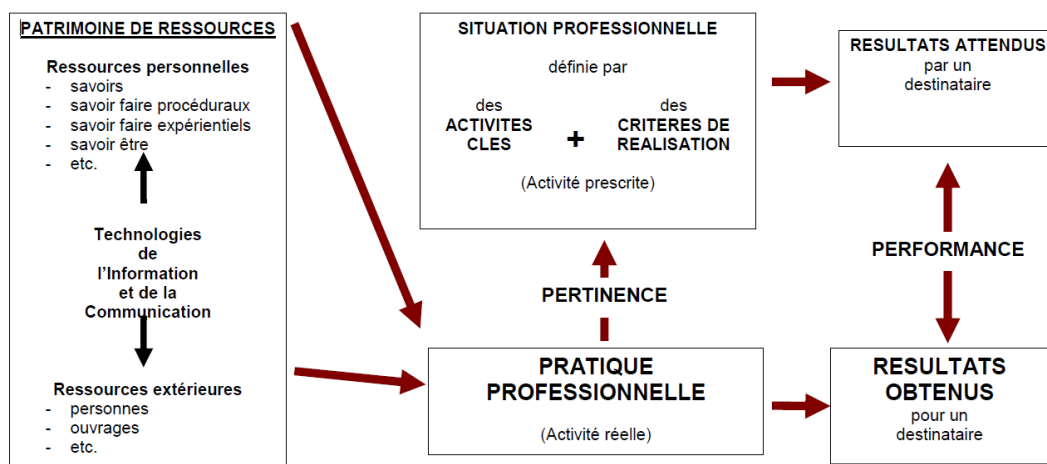 PATRIMOINE DE RESSOURCES
Ressources personnelles
- savoirs
- savoir faire procéduraux
- savoir faire expérientiels
- savoir être
- etc.
Technologies
de
l'Information
et de la
Communication
Ressources extérieures
- personnes
- ouvrages
- etc.
SITUATION PROFESSIONNELLE
définie par
des
ACTIVITES
CLES
+
des
CRITERES DE
REALISATION
(Activité prescrite)
PERTINENCE
PRATIQUE
PROFESSIONNELLE
(Activité réelle)
RESULTATS ATTENDUS
par un
destinataire
PERFORMANCE
RESULTATS
OBTENUS
pour un
destinataire